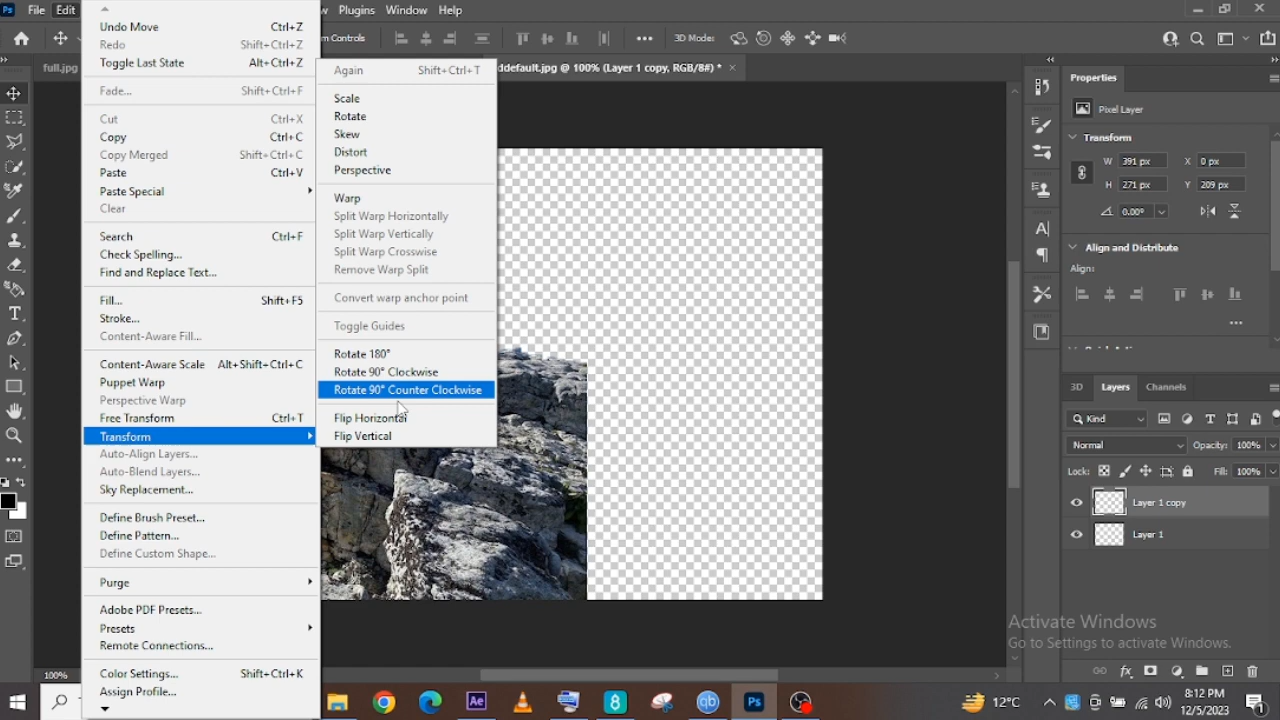 Ps File Edit Plugins Window Help
3D Mode:
full.jpg
ddefault.jpg @ 100% (Layer 1 copy, RGB/8#) * ×
Undo Move Ctrl+Z
Redo Shift+Ctrl+Z
Toggle Last State Alt+Ctrl+Z
Fade... Shift+Ctrl+F
Cut Ctrl+X
Copy Ctrl+C
Copy Merged Shift+Ctrl+C
Paste Ctrl+V
Paste Special
Clear
Search Ctrl+F
Check Spelling...
Find and Replace Text...
Fill... Shift+F5
Stroke...
Content-Aware Fill...
Content-Aware Scale Alt+Shift+Ctrl+C
Puppet Warp
Perspective Warp
Free Transform Ctrl+T
Transform
Auto-Align Layers...
Auto-Blend Layers...
Sky Replacement...
Define Brush Preset...
Define Pattern...
Define Custom Shape...
Purge
Adobe PDF Presets...
Presets
Remote Connections...
Color Settings... Shift+Ctrl+K
Assign Profile...
Again Shift+Ctrl+T
Scale
Rotate
Skew
Distort
Perspective
Warp
Split Warp Horizontally
Split Warp Vertically
Split Warp Crosswise
Remove Warp Split
Convert warp anchor point
Toggle Guides
Rotate 180°
Rotate 90° Clockwise
Rotate 90° Counter Clockwise
Flip Horizontal
Flip Vertical
Properties
Pixel Layer
Transform
W 391 px X 0 px
H 271 px Y 209 px
0.00°
Align and Distribute
Align:
3D Layers Channels
Kind
Normal Opacity: 100%
Lock: Fill: 100%
Layer 1 copy
Layer 1
Activate Windows
Go to Settings to activate Windows.
100%
Ae 8 qb Ps
12°C
8:12 PM
12/5/2023
1